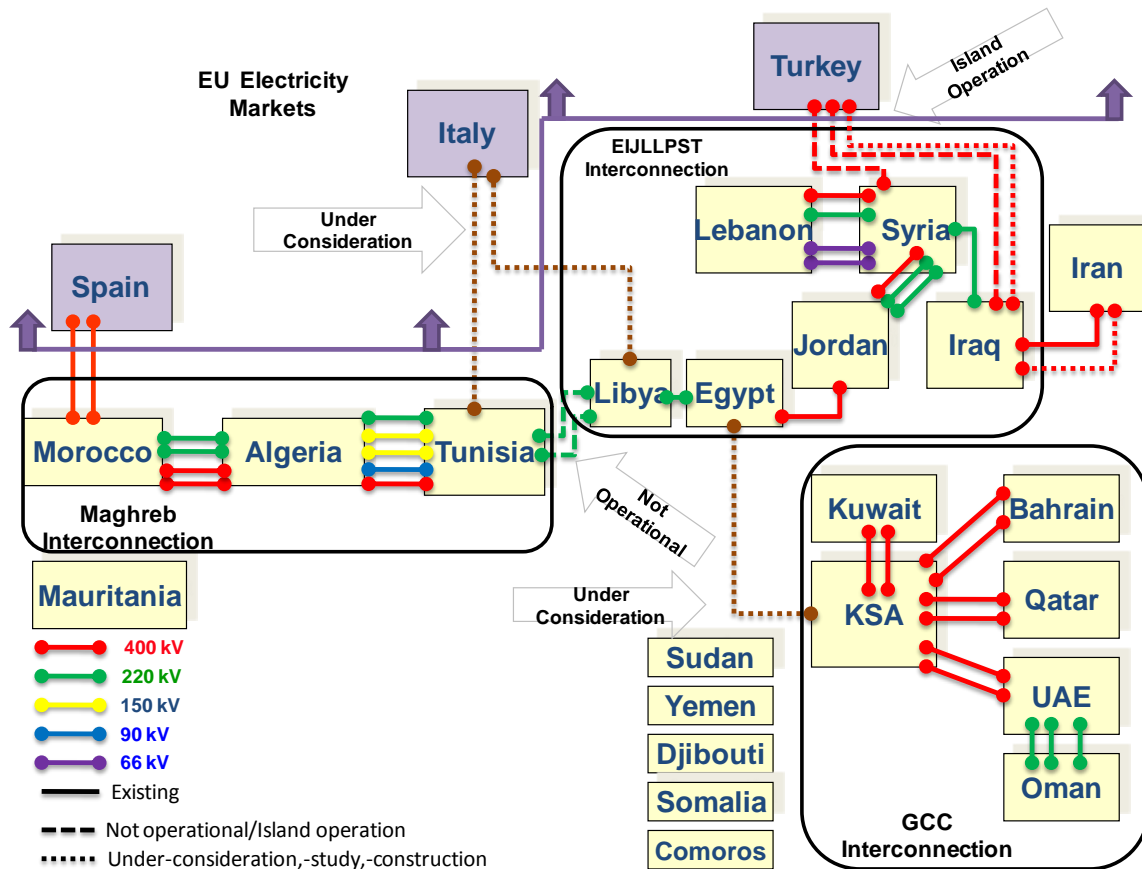 EU Electricity
Markets
Turkey
Island
Operation
Italy
EIJLLPST
Interconnection
Under
Consideration
Lebanon
Syria
Iran
Spain
Jordan
Iraq
Libya
Egypt
Morocco
Algeria
Tunisia
Maghreb
Interconnection
Not
Operational
Kuwait
Bahrain
Mauritania
Under
Consideration
KSA
Qatar
400 kV
220 kV
150 kV
90 kV
66 kV
Existing
Not operational/Island operation
Under-consideration,-study,-construction
Sudan
Yemen
Djibouti
Somalia
Comoros
UAE
Oman
GCC
Interconnection